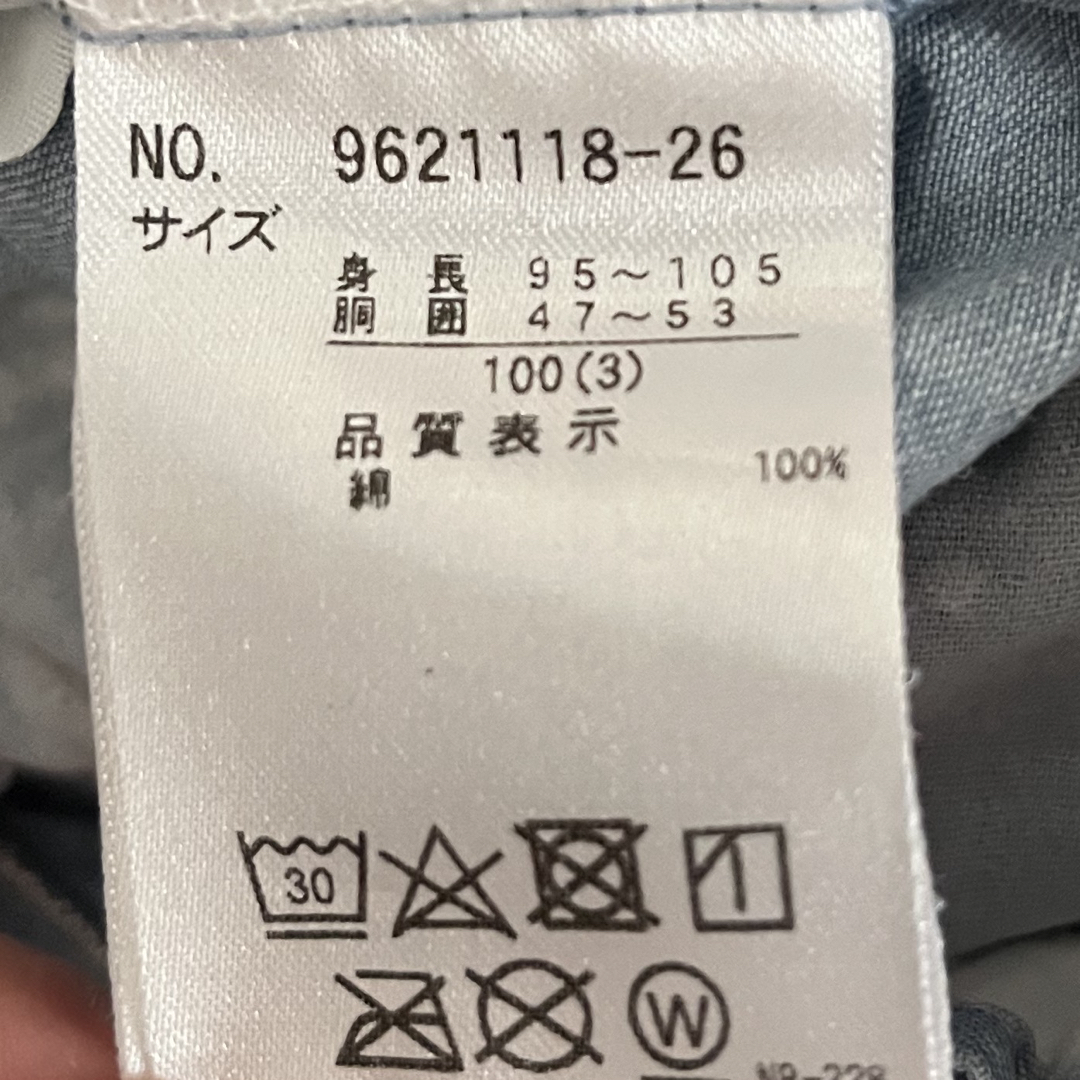 NO. 9621118-26
サイズ
身長 95～105
胴囲 47～53
100(3)
品質表示
綿 100%
30
W